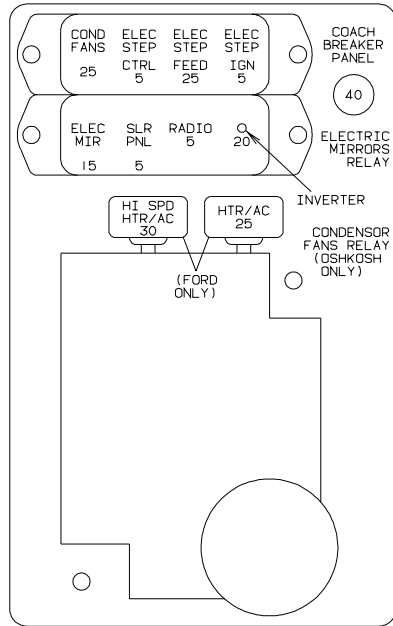 COND ELEC ELEC ELEC
FANS STEP STEP STEP
25 CTRL FEED IGN
5 25 5
COACH
BREAKER
PANEL
40
ELEC SLR RADIO
MIR PNL 5 20
15 5
ELECTRIC
MIRRORS
RELAY
INVERTER
HI SPD
HTR/AC
30
HTR/AC
25
(FORD
ONLY)
CONDENSOR
FANS RELAY
(OSHKOSH
ONLY)